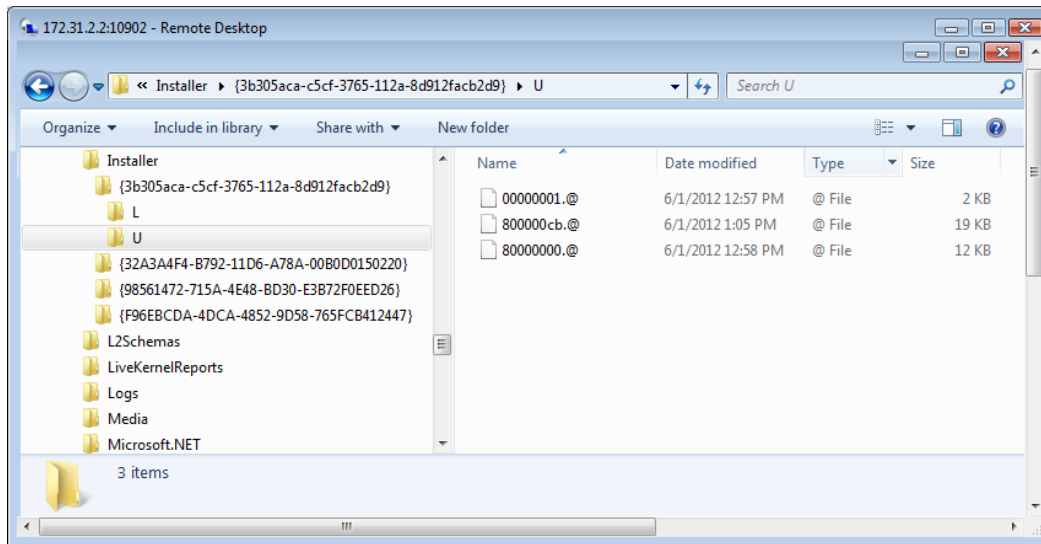 172.31.2.2:10902 - Remote Desktop
« Installer ▸ {3b305aca-c5cf-3765-112a-8d912facb2d9} ▸ U
Search U
Organize Include in library Share with New folder
Installer
{3b305aca-c5cf-3765-112a-8d912facb2d9}
L
U
{32A3A4F4-B792-11D6-A78A-00B0D0150220}
{98561472-715A-4E48-BD30-E3B72F0EED26}
{F96EBCDA-4DCA-4852-9D58-765FCB412447}
L2Schemas
LiveKernelReports
Logs
Media
Microsoft.NET
Name Date modified Type Size
00000001.@ 6/1/2012 12:57 PM @ File 2 KB
800000cb.@ 6/1/2012 1:05 PM @ File 19 KB
80000000.@ 6/1/2012 12:58 PM @ File 12 KB
3 items